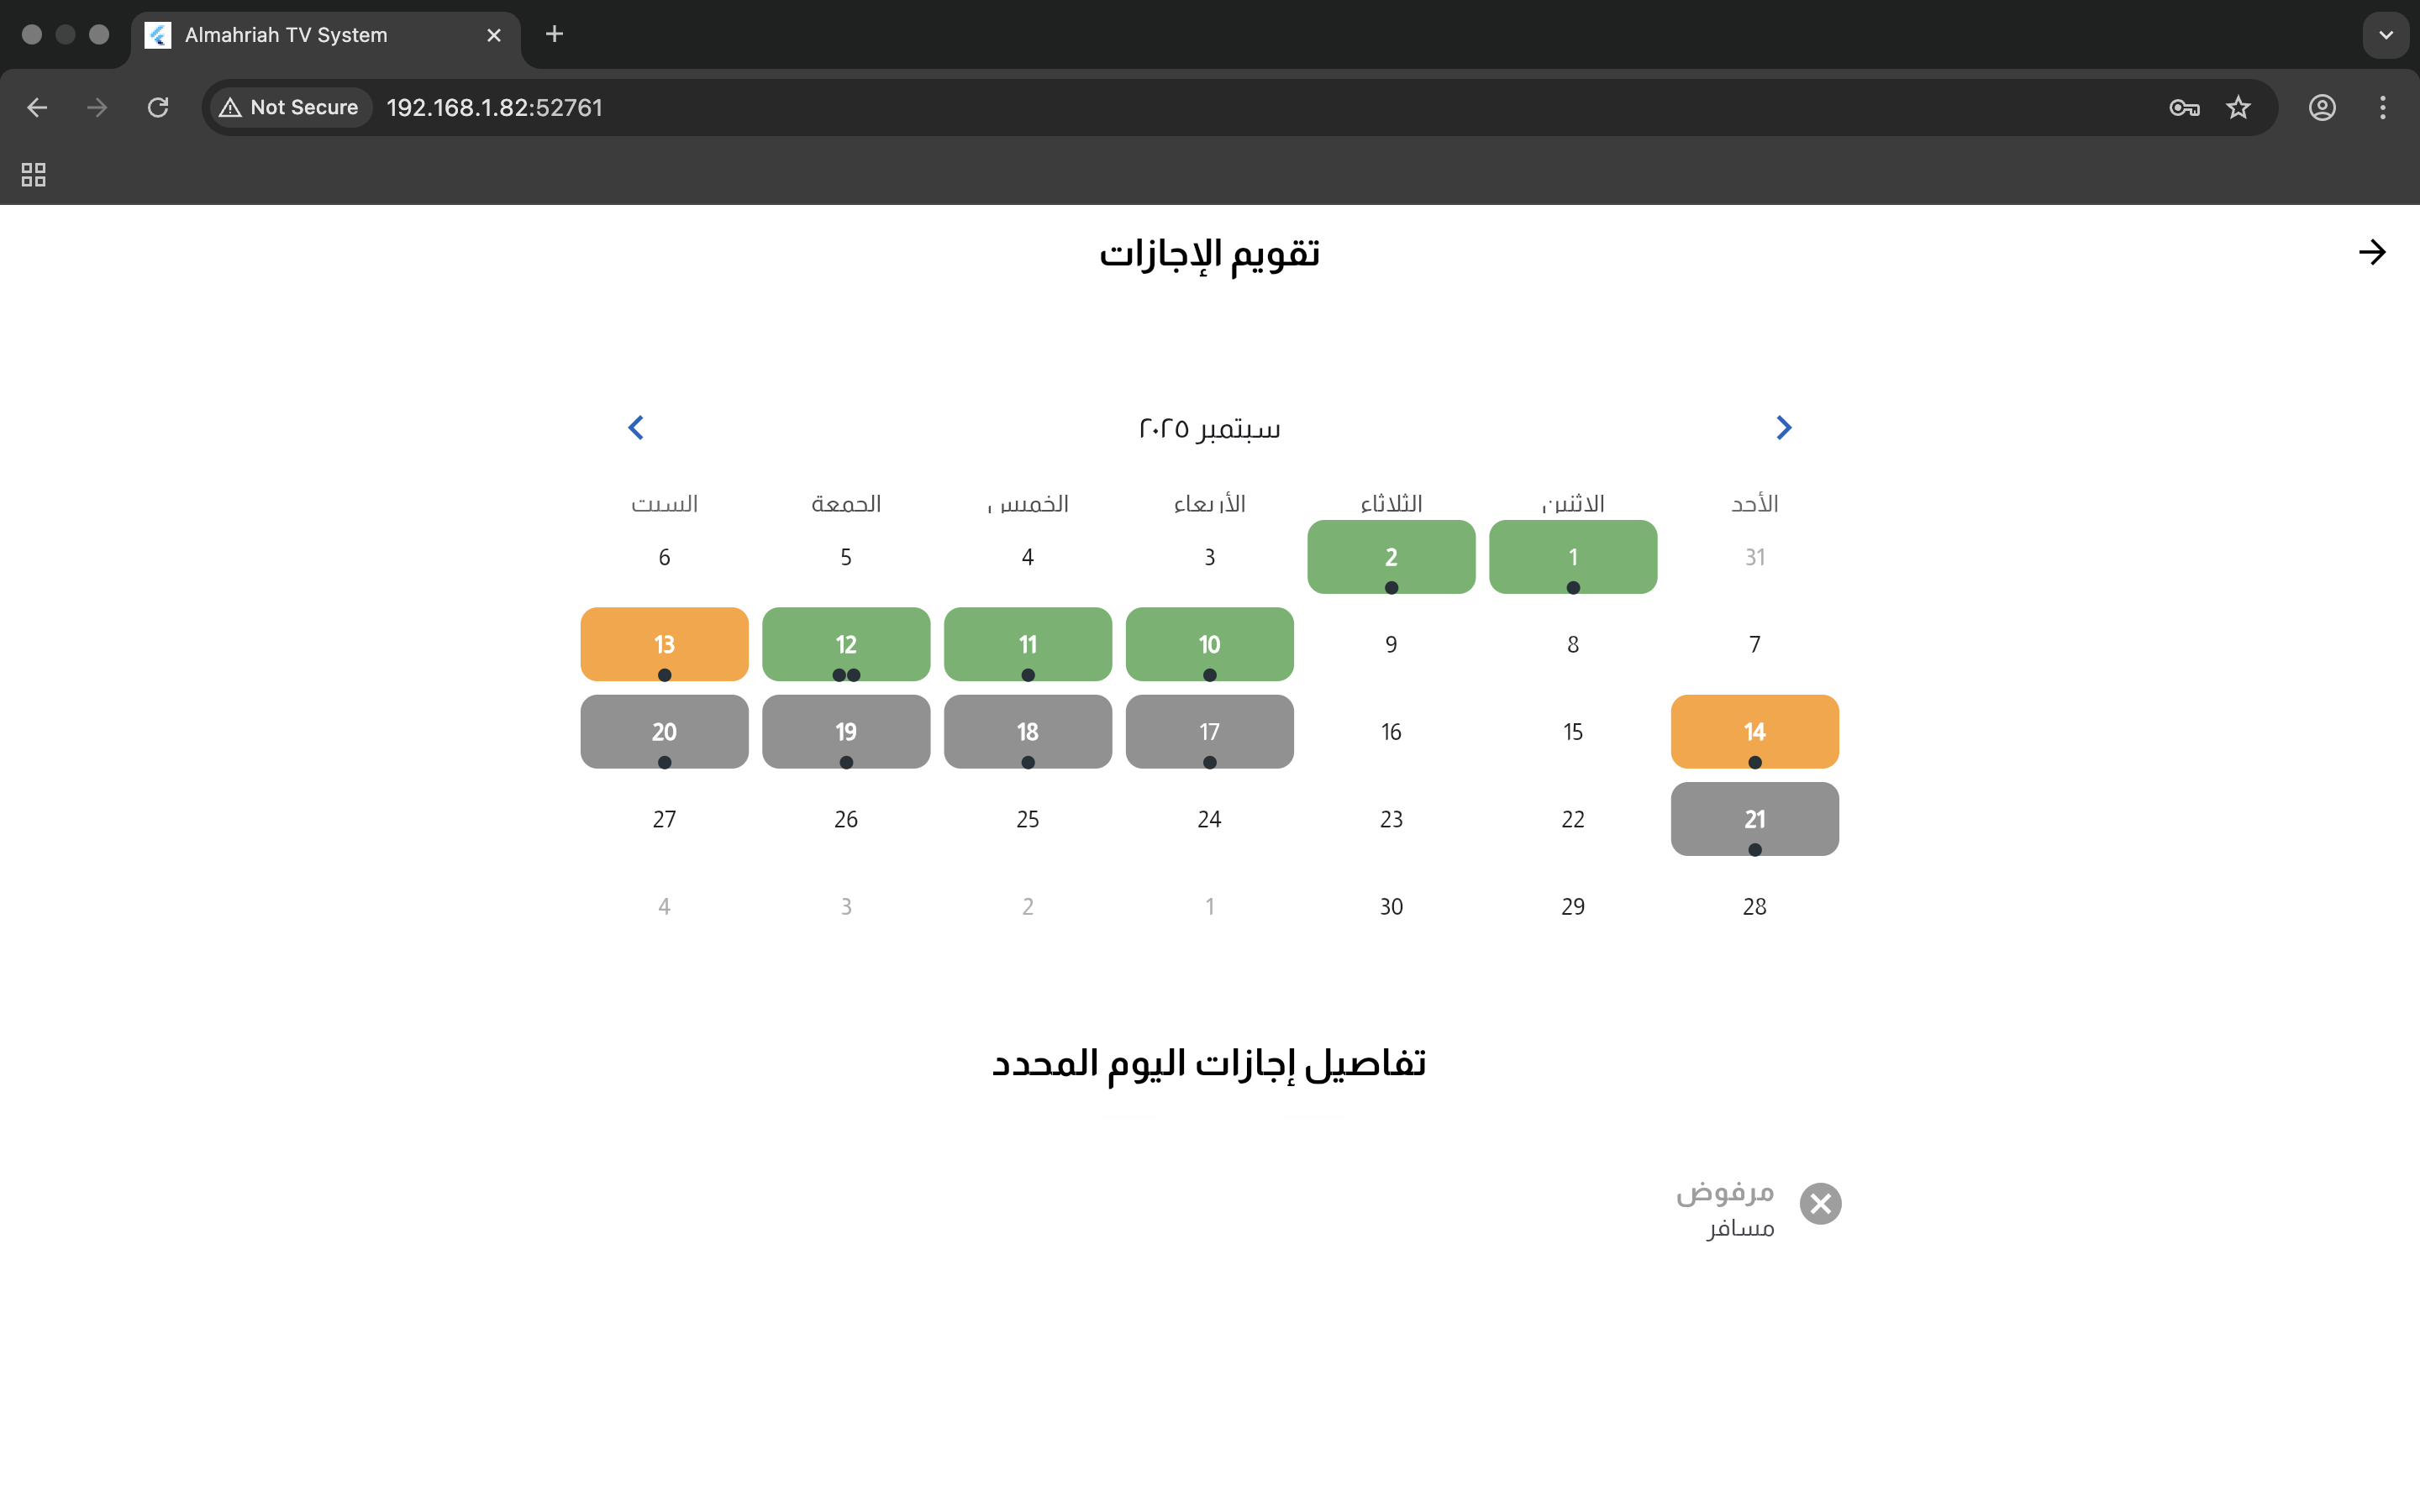 Almahriah TV System
Not Secure 192.168.1.82:52761
تقويم الإجازات
سبتمبر ٢٠٢٥
الأحد الاثنين الثلاثاء الأربعاء الخميس الجمعة السبت
31 1 2 3 4 5 6
7 8 9 10 11 12 13
14 15 16 17 18 19 20
21 22 23 24 25 26 27
28 29 30 1 2 3 4
تفاصيل إجازات اليوم المحدد
مرفوض
مسافر